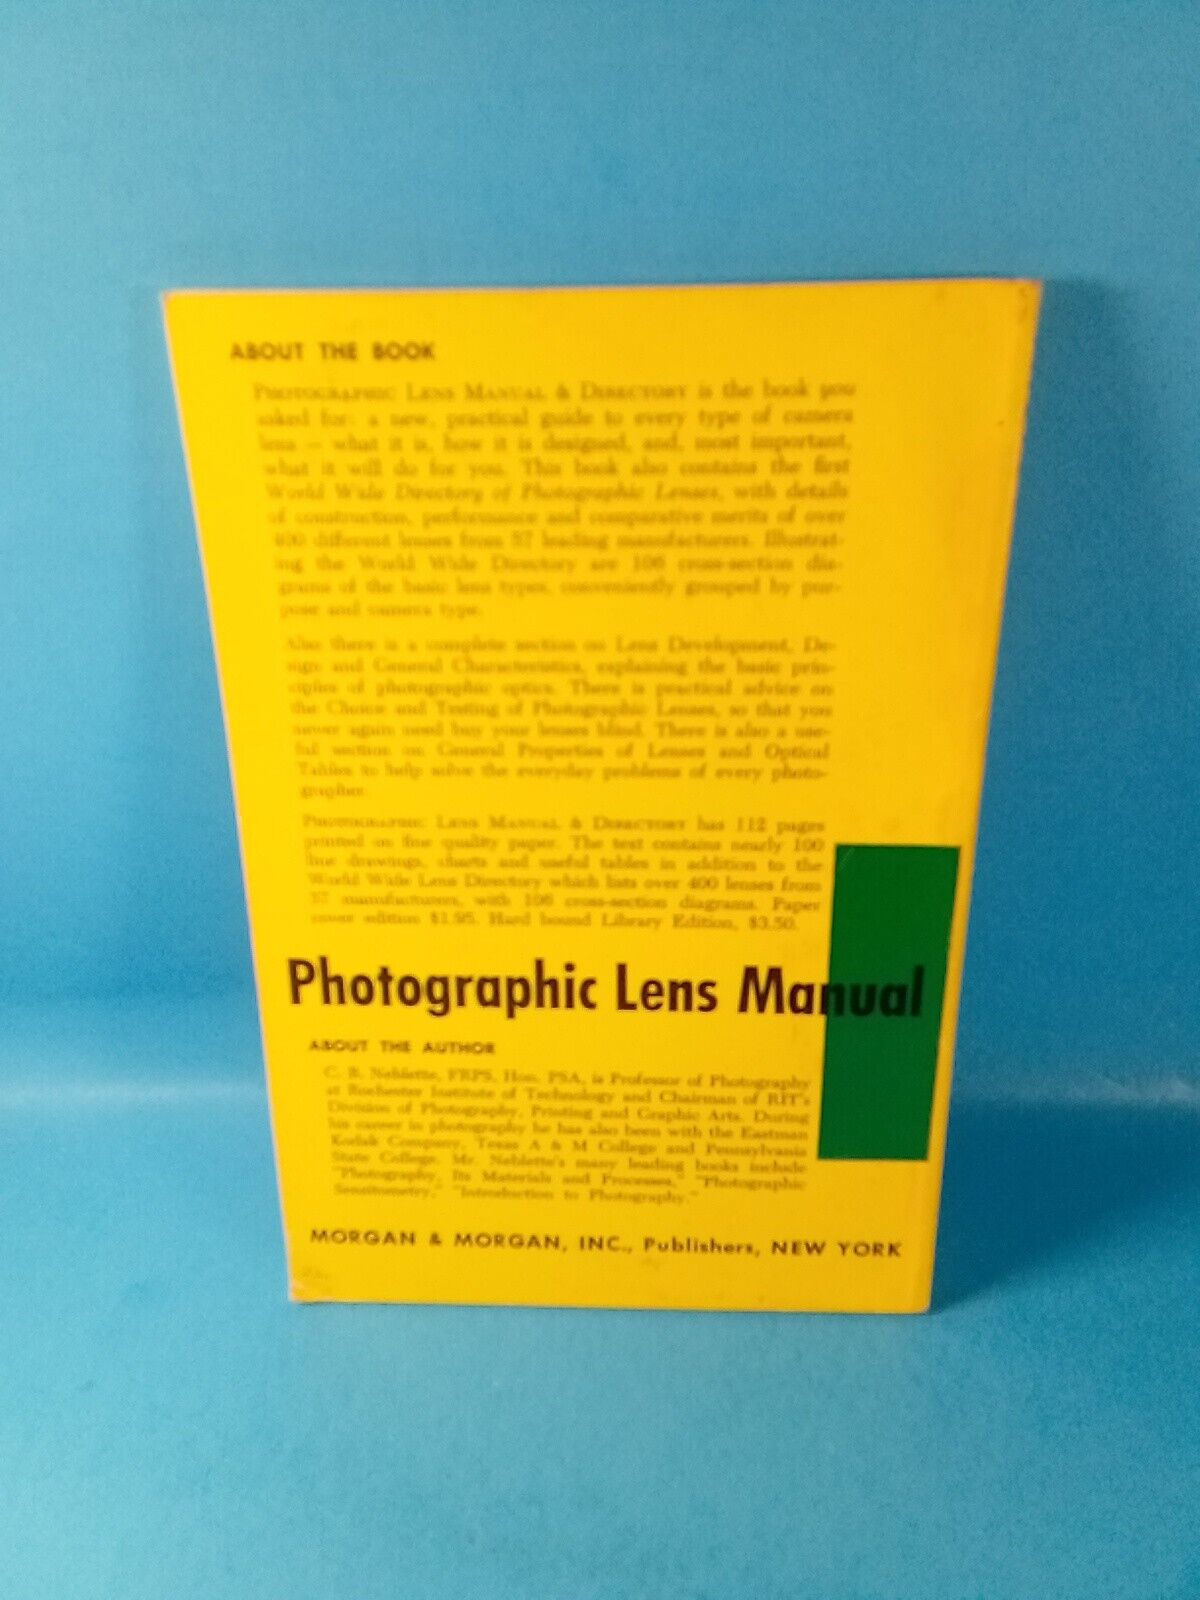 ABOUT THE BOOK
PHOTOGRAPHIC LENS MANUAL & DIRECTORY is the book you
asked for: a new, practical guide to every type of camera
lens — what it is, how it is designed, and, most important,
what it will do for you. This book also contains the first
World Wide Directory of Photographic Lenses, with details
of construction, performance and comparative merits of over
400 different lenses from 57 leading manufacturers. Illustrat-
ing the World Wide Directory are 106 cross-section dia-
grams of the basic lens types, conveniently grouped by pur-
pose and camera type.
Also there is a complete section on Lens Development, De-
sign and General Characteristics, explaining the basic prin-
ciples of photographic optics. There is practical advice on
the Choice and Testing of Photographic Lenses, so that you
never again need buy your lenses blind. There is also a use-
ful section on General Properties of Lenses and Optical
Tables to help solve the everyday problems of every photo-
grapher.
PHOTOGRAPHIC LENS MANUAL & DIRECTORY has 112 pages
printed on fine quality paper. The text contains nearly 100
line drawings, charts and useful tables in addition to the
World Wide Lens Directory which lists over 400 lenses from
57 manufacturers, with 106 cross-section diagrams. Paper
cover edition $1.95. Hard bound Library Edition, $3.50.
Photographic Lens Manual
ABOUT THE AUTHOR
C. B. Neblette, FRPS, Hon. PSA, is Professor of Photography
at Rochester Institute of Technology and Chairman of RIT's
Division of Photography, Printing and Graphic Arts. During
his career in photography he has also been with the Eastman
Kodak Company, Texas A & M College and Pennsylvania
State College. Mr. Neblette's many leading books include
"Photography, Its Materials and Processes," "Photographic
Sensitometry," "Introduction to Photography."
MORGAN & MORGAN, INC., Publishers, NEW YORK